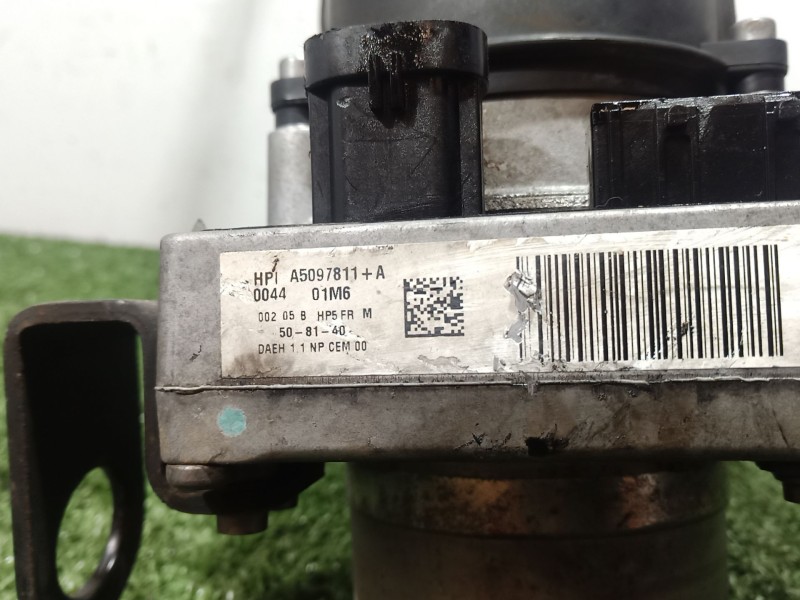 HPI A5097811+A
0044 01M6
002 05 B HP5 FR M
50-81-40
DAEH 1.1 NP CEM 00